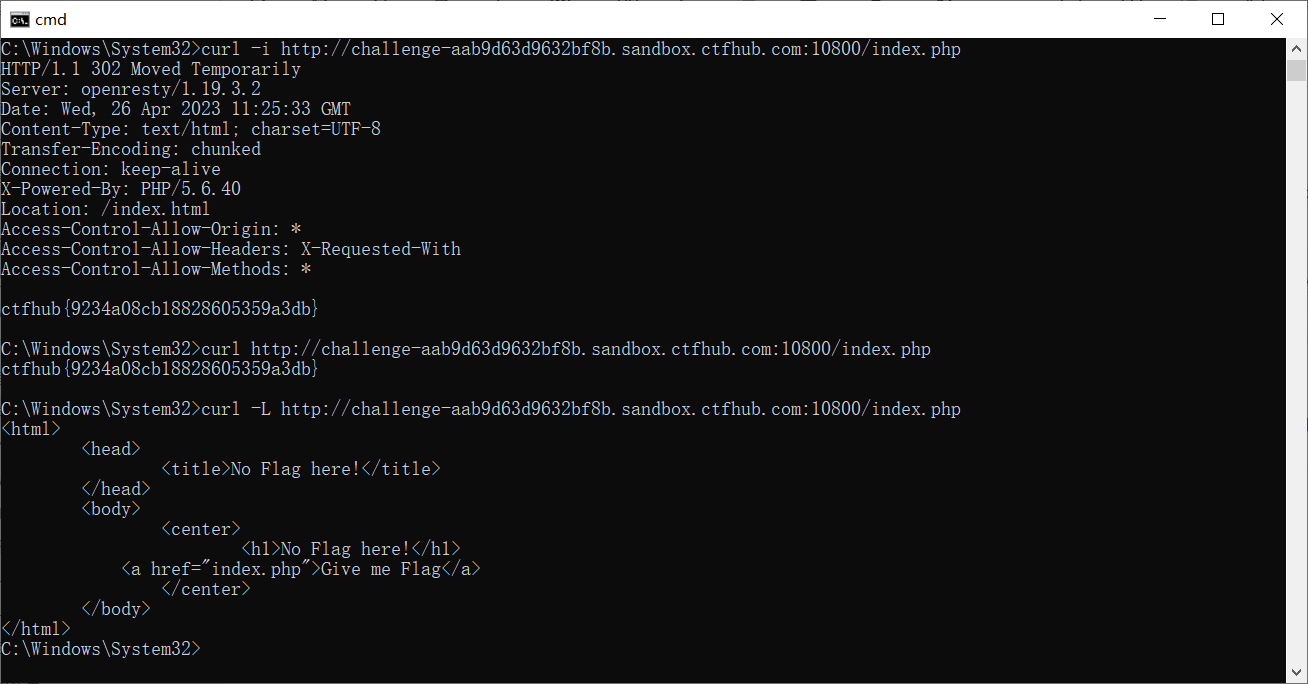 cmd
C:\Windows\System32>curl -i http://challenge-aab9d63d9632bf8b.sandbox.ctfhub.com:10800/index.php
HTTP/1.1 302 Moved Temporarily
Server: openresty/1.19.3.2
Date: Wed, 26 Apr 2023 11:25:33 GMT
Content-Type: text/html; charset=UTF-8
Transfer-Encoding: chunked
Connection: keep-alive
X-Powered-By: PHP/5.6.40
Location: /index.html
Access-Control-Allow-Origin: *
Access-Control-Allow-Headers: X-Requested-With
Access-Control-Allow-Methods: *
ctfhub{9234a08cb18828605359a3db}
C:\Windows\System32>curl http://challenge-aab9d63d9632bf8b.sandbox.ctfhub.com:10800/index.php
ctfhub{9234a08cb18828605359a3db}
C:\Windows\System32>curl -L http://challenge-aab9d63d9632bf8b.sandbox.ctfhub.com:10800/index.php
<html>
<head>
<title>No Flag here!</title>
</head>
<body>
<center>
<h1>No Flag here!</h1>
<a href="index.php">Give me Flag</a>
</center>
</body>
</html>
C:\Windows\System32>